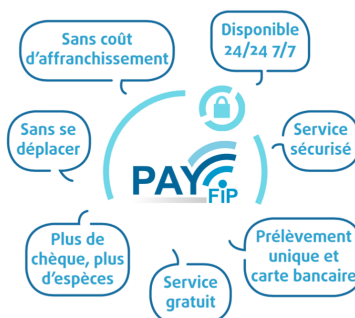 Sans coût
d'affranchissement
Disponible
24/24 7/7
Sans se
déplacer
Service
sécurisé
PAY
FiP
Plus de
chèque, plus
d'espèces
Service
gratuit
Prélèvement
unique et
carte bancaire